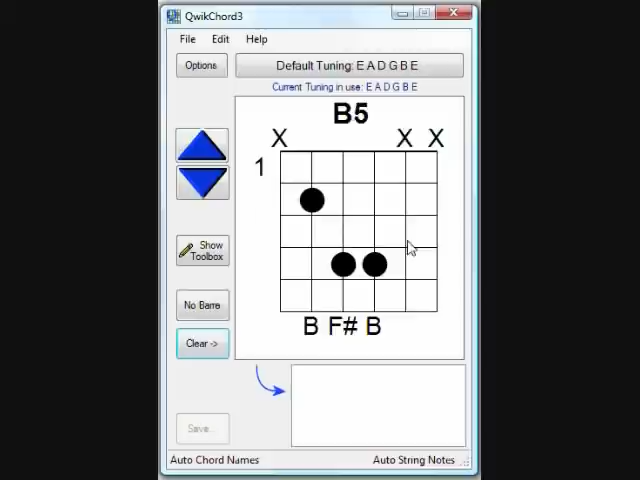 QwikChord3
File Edit Help
Options
Default Tuning: E A D G B E
Current Tuning in use: E A D G B E
B5
X X X
1
Show
Toolbox
No Barre
B F# B
Clear ->
Save...
Auto Chord Names Auto String Notes